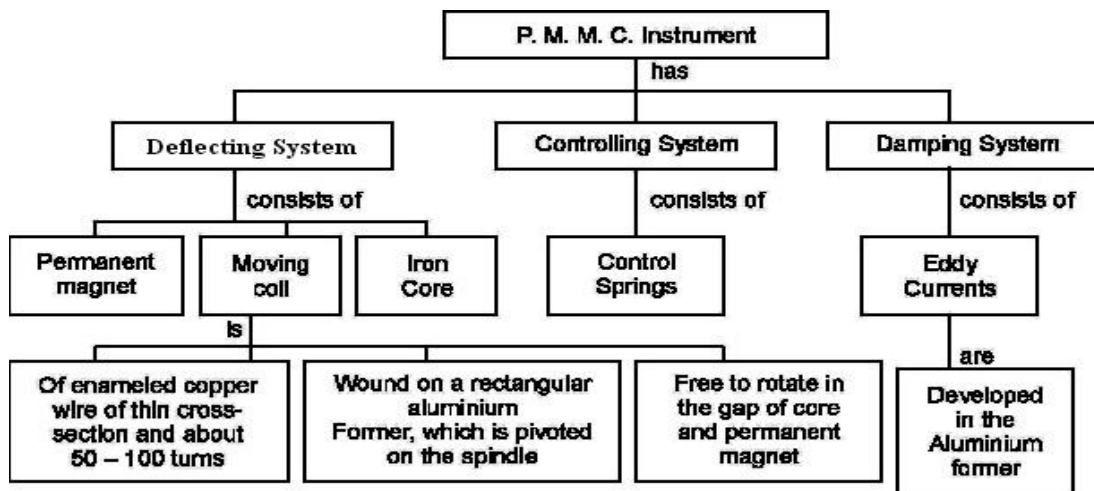 P. M. M. C. Instrument
has
Deflecting System
Controlling System
Damping System
consists of
consists of
consists of
Permanent
magnet
Moving
coil
Iron
Core
Control
Springs
Eddy
Currents
is
are
Of enameled copper
wire of thin cross-
section and about
50 – 100 turns
Wound on a rectangular
aluminium
Former, which is pivoted
on the spindle
Free to rotate in
the gap of core
and permanent
magnet
Developed
in the
Aluminium
former